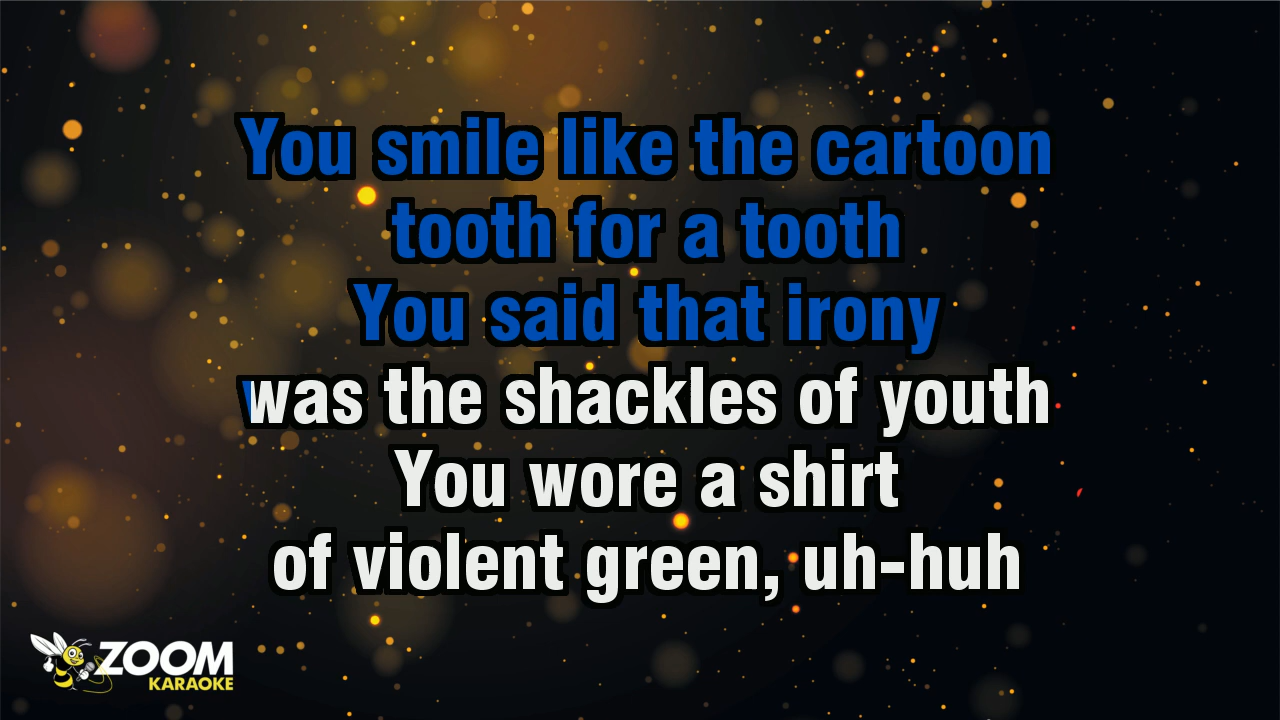 You smile like the cartoon
tooth for a tooth
You said that irony
was the shackles of youth
You wore a shirt
of violent green, uh-huh
ZOOM
KARAOKE